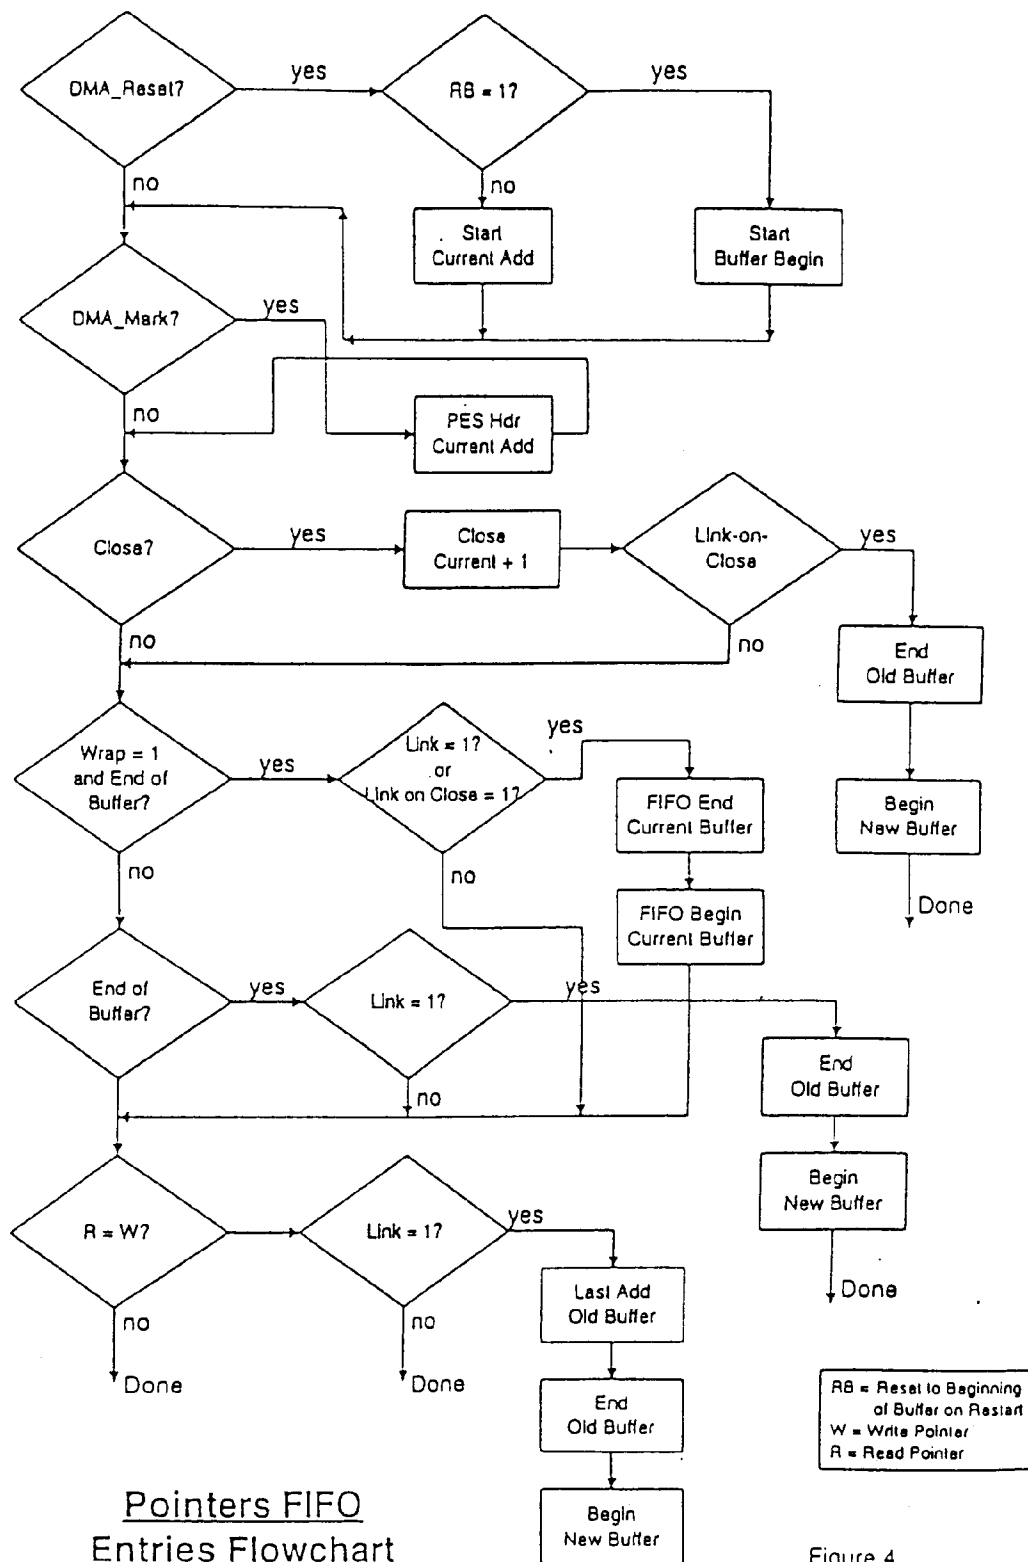 DMA_Reset?
yes
RB = 1?
yes
no
no
Start
Current Add
Start
Buffer Begin
DMA_Mark?
yes
no
PES Hdr
Current Add
Close?
yes
Close
Current + 1
Link-on-
Close
yes
no
no
End
Old Buffer
Begin
New Buffer
Done
Wrap = 1
and End of
Buffer?
yes
Link = 1?
or
Link on Close = 1?
yes
FIFO End
Current Buffer
no
no
FIFO Begin
Current Buffer
End of
Buffer?
yes
Link = 1?
yes
no
End
Old Buffer
Begin
New Buffer
Done
R = W?
Link = 1?
yes
no
no
Done
Done
Last Add
Old Buffer
End
Old Buffer
Begin
New Buffer
RB = Reset to Beginning
of Buffer on Restart
W = Write Pointer
R = Read Pointer
Pointers FIFO
Entries Flowchart
Figure 4